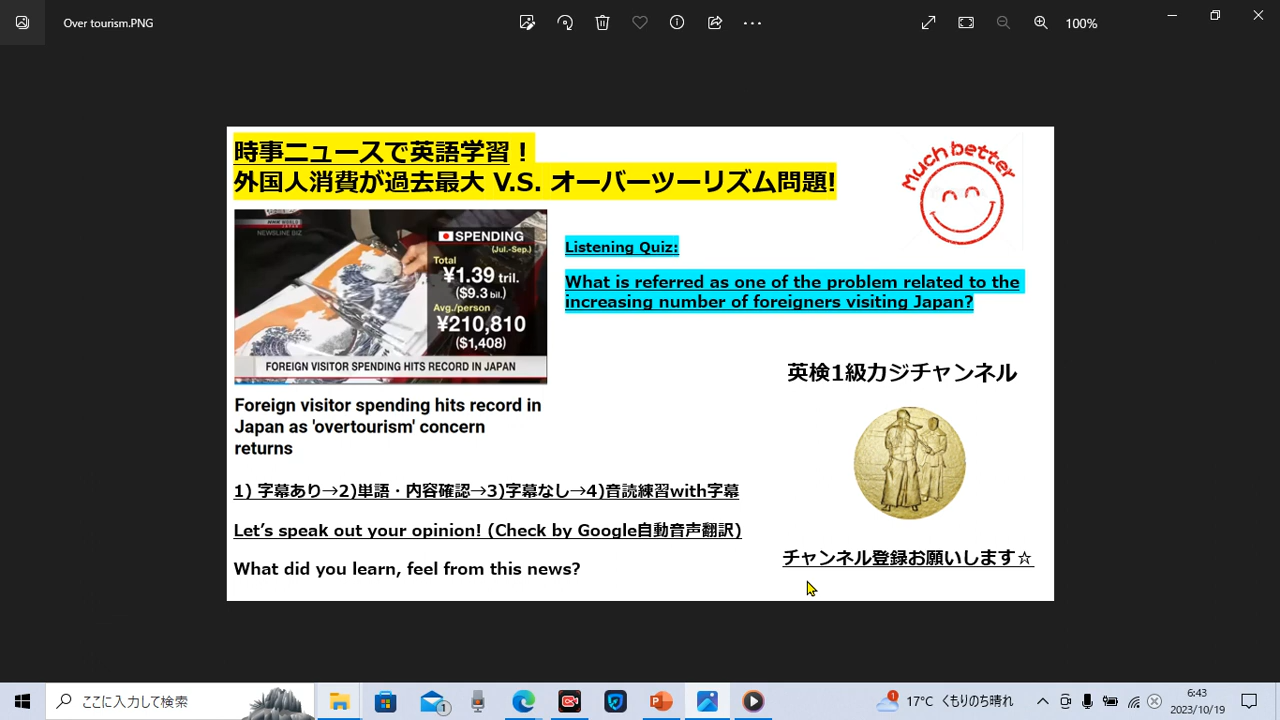 Over tourism.PNG
100%
時事ニュースで英語学習！
外国人消費が過去最大 V.S. オーバーツーリズム問題!
Much better
NHK WORLD
JAPAN
NEWSLINE BIZ
SPENDING
(Jul.-Sep.)
Total
¥1.39 tril.
($9.3 bil.)
Avg./person
¥210,810
($1,408)
FOREIGN VISITOR SPENDING HITS RECORD IN JAPAN
Listening Quiz:
What is referred as one of the problem related to the
increasing number of foreigners visiting Japan?
英検1級カジチャンネル
Foreign visitor spending hits record in
Japan as 'overtourism' concern
returns
1) 字幕あり→2)単語・内容確認→3)字幕なし→4)音読練習with字幕
Let's speak out your opinion! (Check by Google自動音声翻訳)
What did you learn, feel from this news?
チャンネル登録お願いします☆
ここに入力して検索
1
1
17°C くもりのち晴れ
6:43
2023/10/19